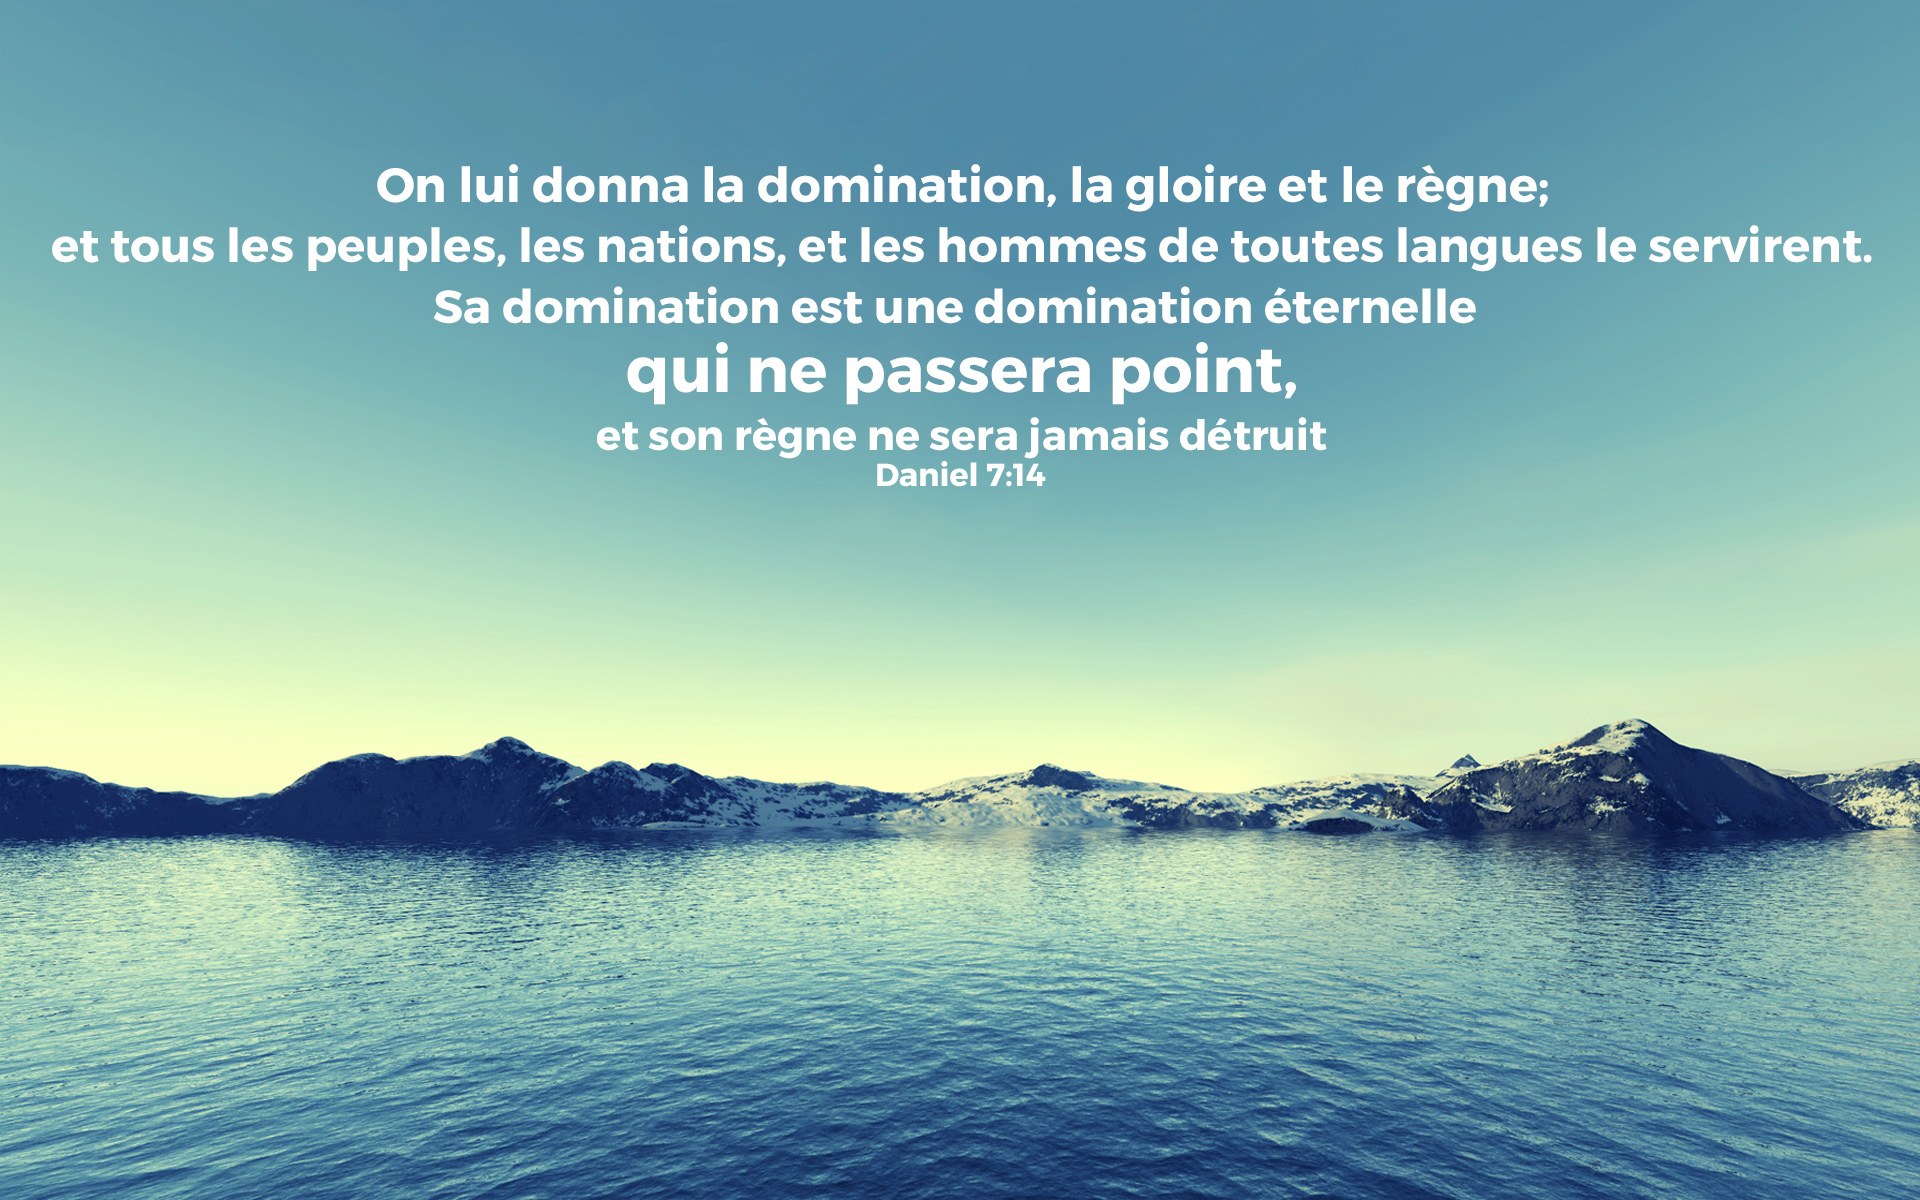 On lui donna la domination, la gloire et le règne;
et tous les peuples, les nations, et les hommes de toutes langues le servirent.
Sa domination est une domination éternelle
qui ne passera point,
et son règne ne sera jamais détruit
Daniel 7:14